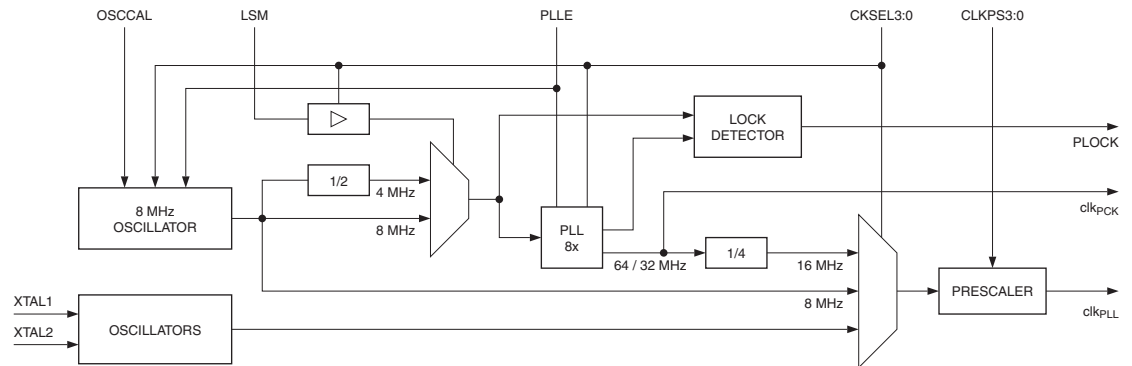 OSCCAL
LSM
PLLE
CKSEL3:0
CLKPS3:0
LOCK
DETECTOR
PLOCK
1/2
4 MHz
8 MHz
OSCILLATOR
8 MHz
PLL
8x
64 / 32 MHz
1/4
16 MHz
clkPCK
8 MHz
PRESCALER
clkPLL
XTAL1
XTAL2
OSCILLATORS